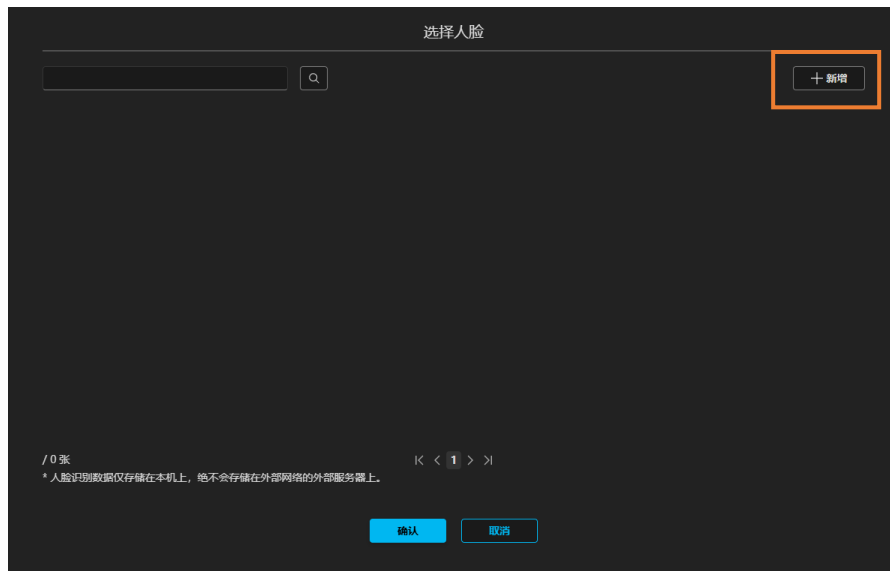 选择人脸
新增
/ 0 张
1
* 人脸识别数据仅存储在本机上，绝不会存储在外部网络的外部服务器上。
确认
取消